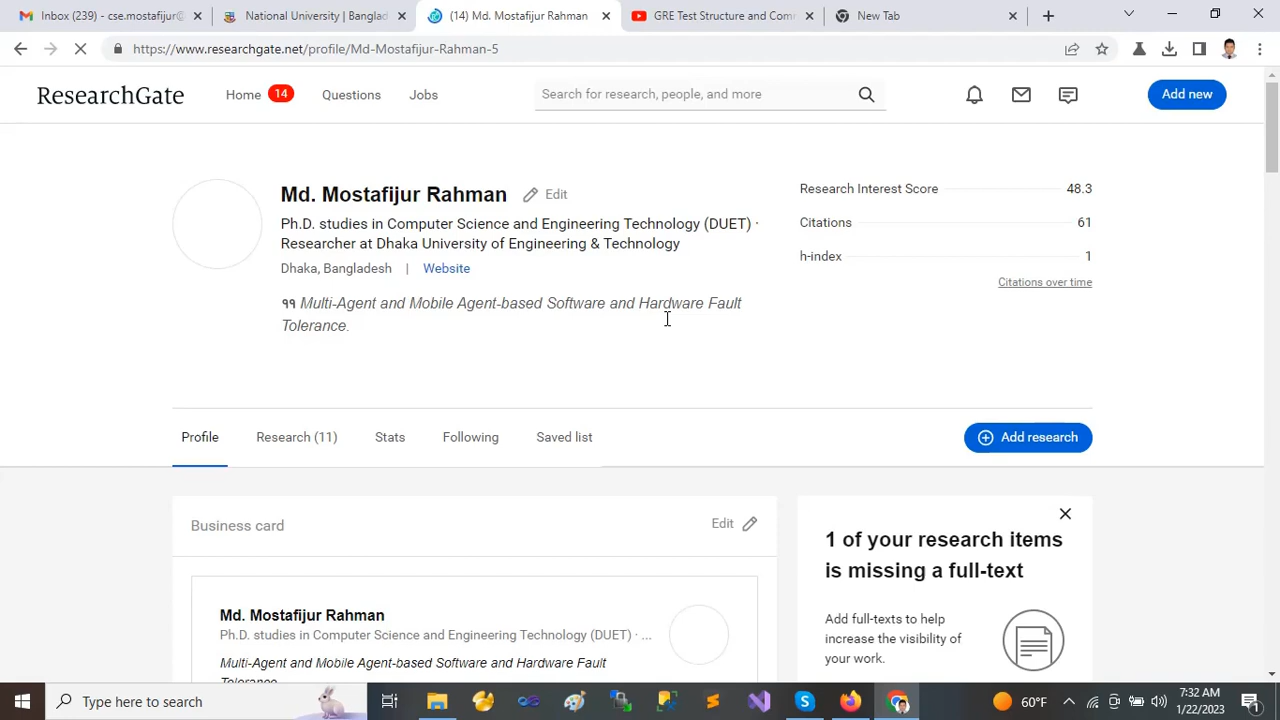 Inbox (239) - cse.mostafijur@
National University | Banglad
(14) Md. Mostafijur Rahman
GRE Test Structure and Com
New Tab
https://www.researchgate.net/profile/Md-Mostafijur-Rahman-5
ResearchGate
Home 14 Questions Jobs
Search for research, people, and more
Add new
Md. Mostafijur Rahman Edit
Ph.D. studies in Computer Science and Engineering Technology (DUET) ·
Researcher at Dhaka University of Engineering & Technology
Dhaka, Bangladesh | Website
Multi-Agent and Mobile Agent-based Software and Hardware Fault
Tolerance.
Research Interest Score 48.3
Citations 61
h-index 1
Citations over time
Profile Research (11) Stats Following Saved list
Add research
Business card Edit
Md. Mostafijur Rahman
Ph.D. studies in Computer Science and Engineering Technology (DUET) · ...
Multi-Agent and Mobile Agent-based Software and Hardware Fault
Tolerance.
1 of your research items
is missing a full-text
Add full-texts to help
increase the visibility of
your work.
Type here to search
60°F
7:32 AM
1/22/2023
1